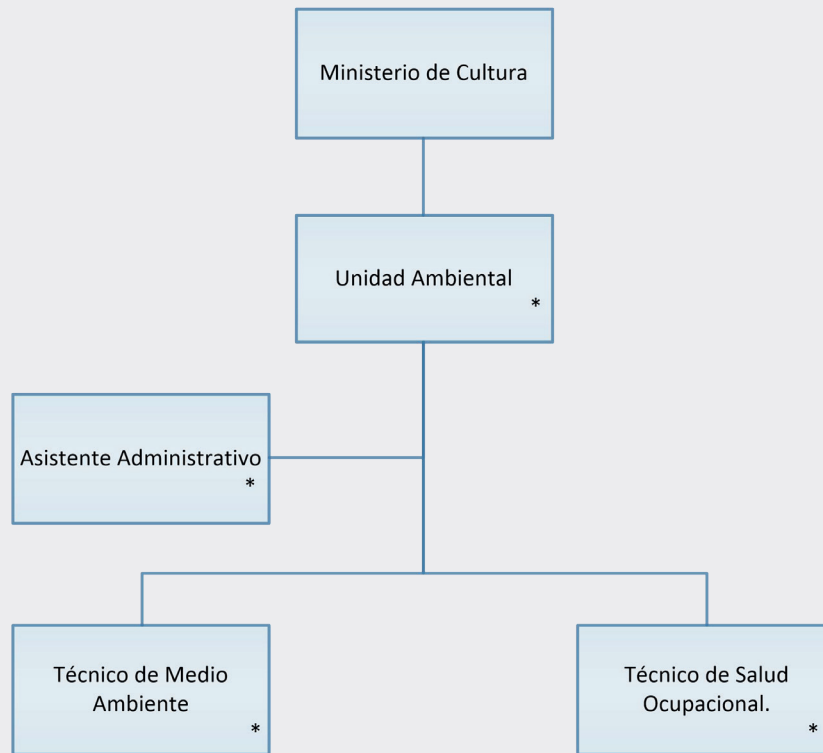 Ministerio de Cultura
Unidad Ambiental
*
Asistente Administrativo
*
Técnico de Medio
Ambiente
*
Técnico de Salud
Ocupacional.
*